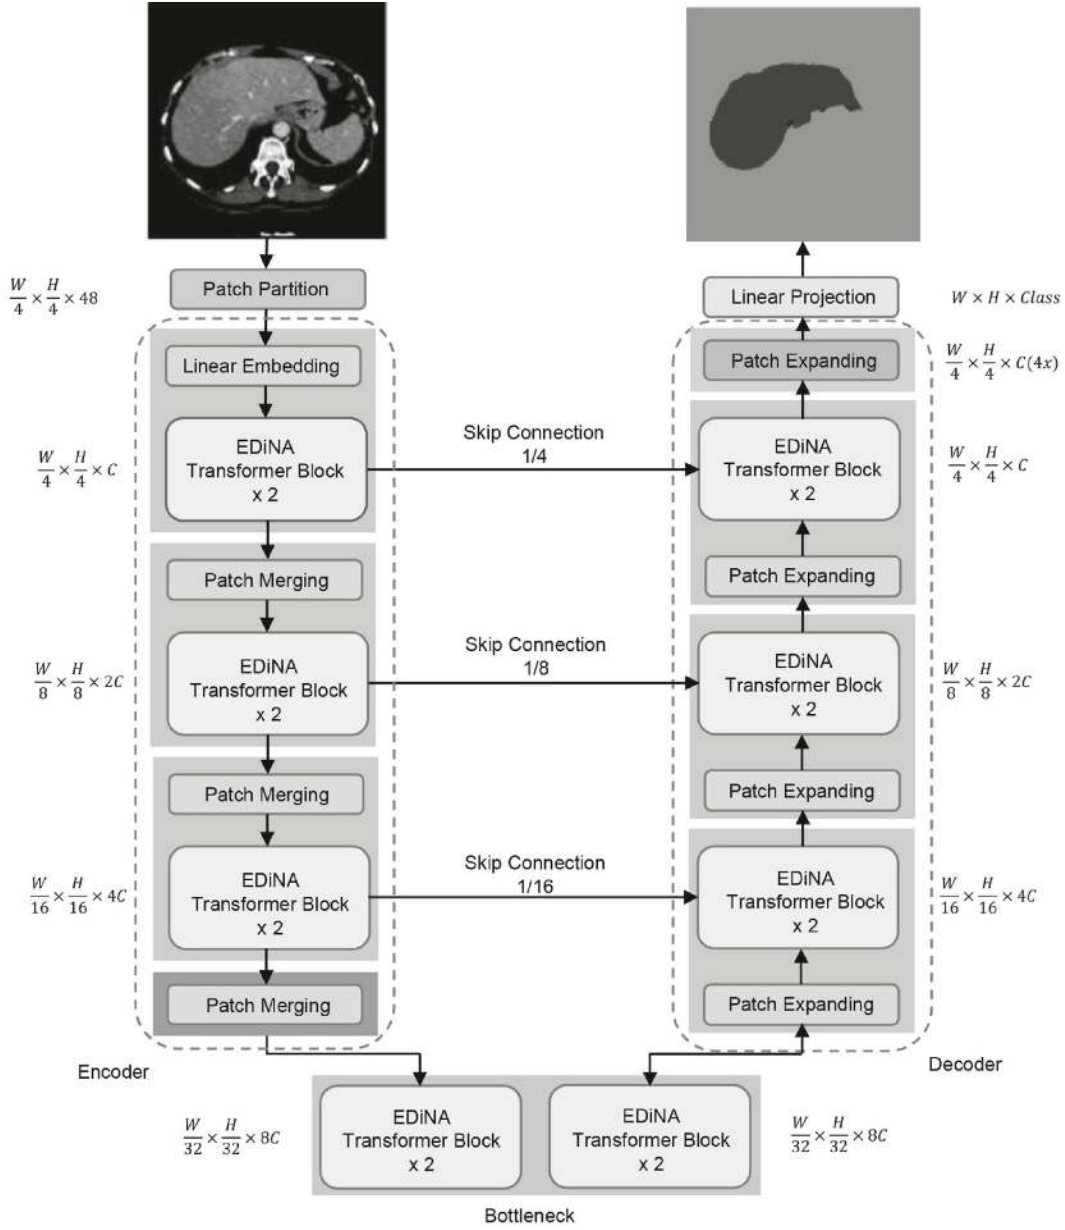 Patch Partition
W/4 × H/4 × 48
Linear Embedding
EDiNA
Transformer Block
x 2
W/4 × H/4 × C
Patch Merging
EDiNA
Transformer Block
x 2
W/8 × H/8 × 2C
Patch Merging
EDiNA
Transformer Block
x 2
W/16 × H/16 × 4C
Patch Merging
Encoder
Skip Connection
1/4
Skip Connection
1/8
Skip Connection
1/16
EDiNA
Transformer Block
x 2
W/32 × H/32 × 8C
EDiNA
Transformer Block
x 2
W/32 × H/32 × 8C
Bottleneck
Linear Projection
W × H × Class
Patch Expanding
W/4 × H/4 × C(4x)
EDiNA
Transformer Block
x 2
W/4 × H/4 × C
Patch Expanding
EDiNA
Transformer Block
x 2
W/8 × H/8 × 2C
Patch Expanding
EDiNA
Transformer Block
x 2
W/16 × H/16 × 4C
Patch Expanding
Decoder